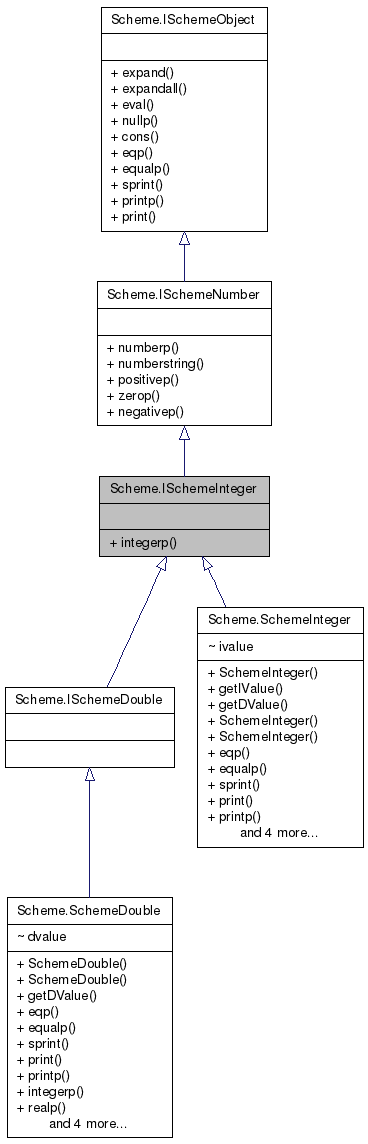 Scheme.ISchemeObject
+ expand()
+ expandall()
+ eval()
+ nullp()
+ cons()
+ eqp()
+ equalp()
+ sprint()
+ printp()
+ print()
Scheme.ISchemeNumber
+ numberp()
+ numberstring()
+ positivep()
+ zerop()
+ negativep()
Scheme.ISchemeInteger
+ integerp()
Scheme.SchemeInteger
~ ivalue
+ SchemeInteger()
+ getIValue()
+ getDValue()
+ SchemeInteger()
+ SchemeInteger()
+ eqp()
+ equalp()
+ sprint()
+ print()
+ printp()
and 4 more...
Scheme.ISchemeDouble
Scheme.SchemeDouble
~ dvalue
+ SchemeDouble()
+ SchemeDouble()
+ getDValue()
+ eqp()
+ equalp()
+ sprint()
+ print()
+ printp()
+ integerp()
+ realp()
and 4 more...